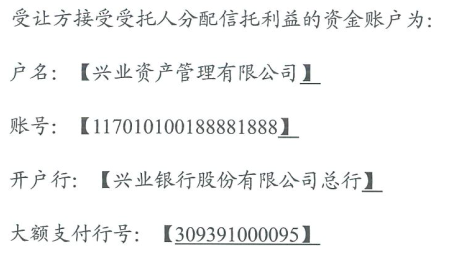 受让方接受受托人分配信托利益的资金账户为：
户名：【兴业资产管理有限公司】
账号：【117010100188881888】
开户行：【兴业银行股份有限公司总行】
大额支付行号：【309391000095】